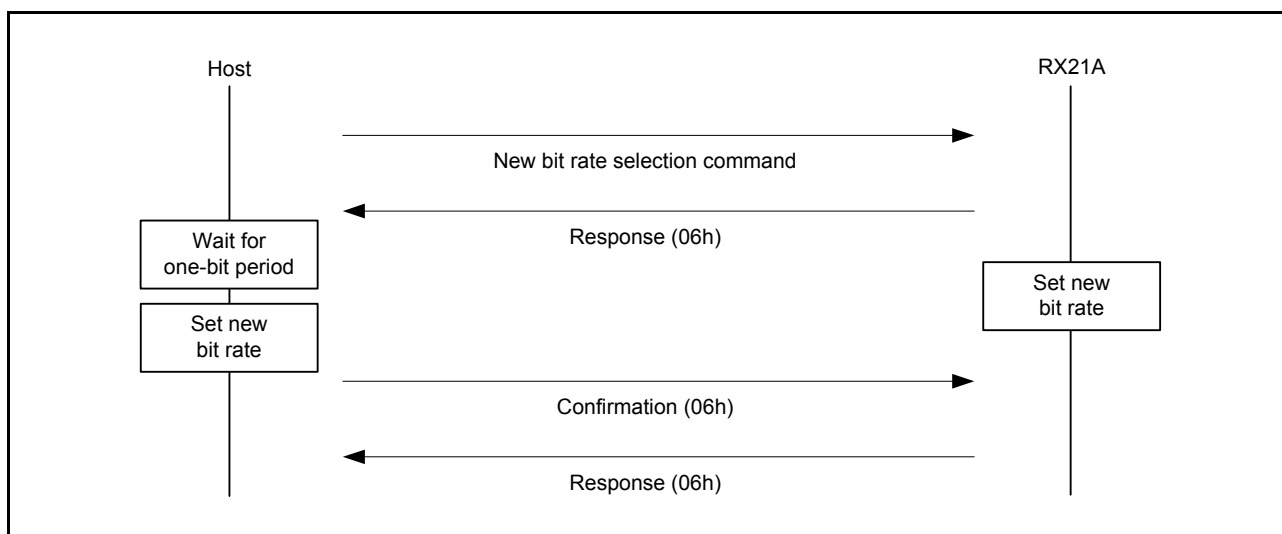 Host
RX21A
New bit rate selection command
Response (06h)
Wait for
one-bit period
Set new
bit rate
Set new
bit rate
Confirmation (06h)
Response (06h)